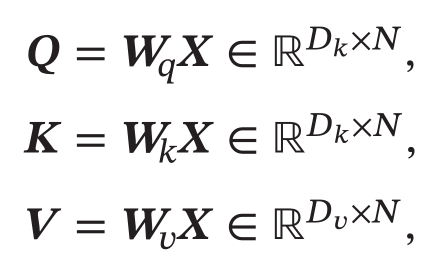 Q = W_q X ∈ ℝ^{D_k×N},
K = W_k X ∈ ℝ^{D_k×N},
V = W_v X ∈ ℝ^{D_v×N},